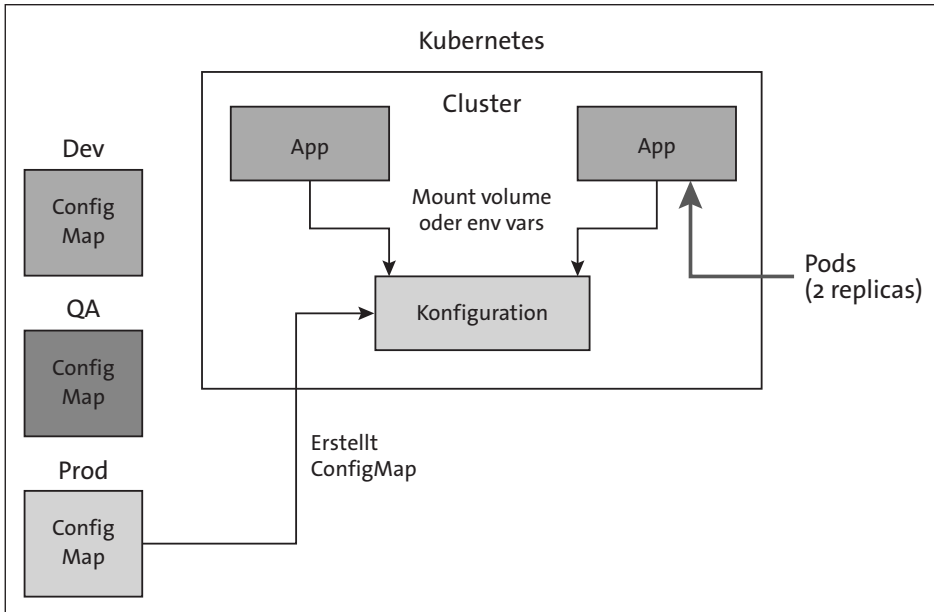 Kubernetes
Cluster
App
App
Mount volume
oder env vars
Konfiguration
Pods
(2 replicas)
Dev
Config
Map
QA
Config
Map
Prod
Config
Map
Erstellt
ConfigMap